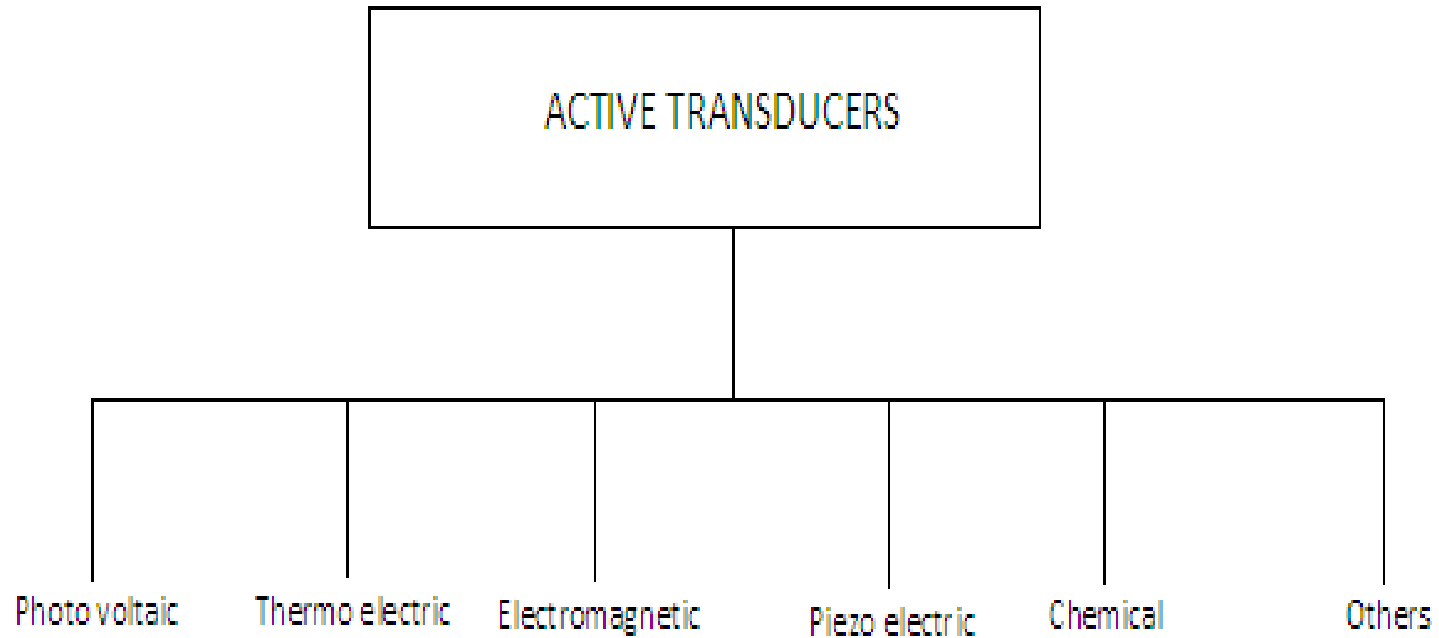 ACTIVE TRANSDUCERS
Photo voltaic
Thermo electric
Electromagnetic
Piezo electric
Chemical
Others